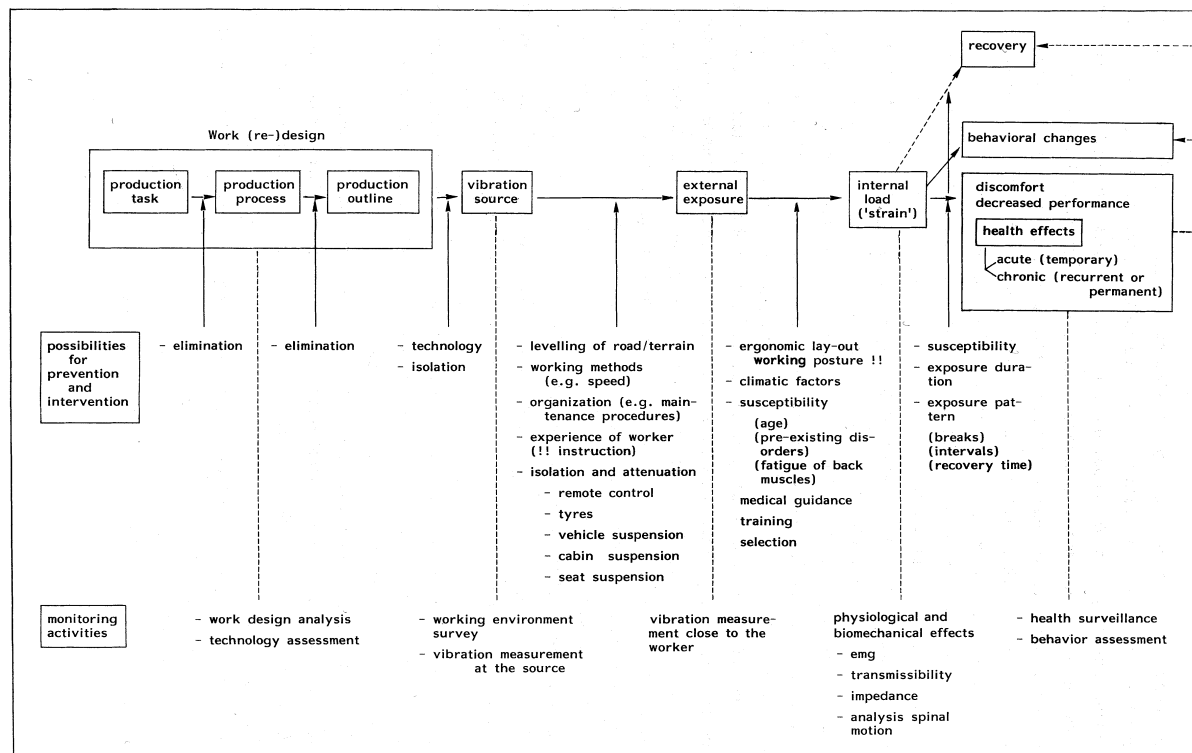 recovery
Work (re-)design
behavioral changes
production
task
production
process
production
outline
vibration
source
external
exposure
internal
load
('strain')
discomfort
decreased performance
health effects
acute (temporary)
chronic (recurrent or
permanent)
possibilities
for
prevention
and
intervention
- elimination
- elimination
- technology
- isolation
- levelling of road/terrain
- working methods
(e.g. speed)
- organization (e.g. main-
tenance procedures)
- experience of worker
(!! instruction)
- isolation and attenuation
- remote control
- tyres
- vehicle suspension
- cabin suspension
- seat suspension
- ergonomic lay-out
working posture !!
- climatic factors
- susceptibility
(age)
(pre-existing dis-
orders)
(fatigue of back
muscles)
medical guidance
training
selection
- susceptibility
- exposure dura-
tion
- exposure pat-
tern
(breaks)
(intervals)
(recovery time)
monitoring
activities
- work design analysis
- technology assessment
- working environment
survey
- vibration measurement
at the source
vibration measure-
ment close to the
worker
physiological and
biomechanical effects
- emg
- transmissibility
- impedance
- analysis spinal
motion
- health surveillance
- behavior assessment